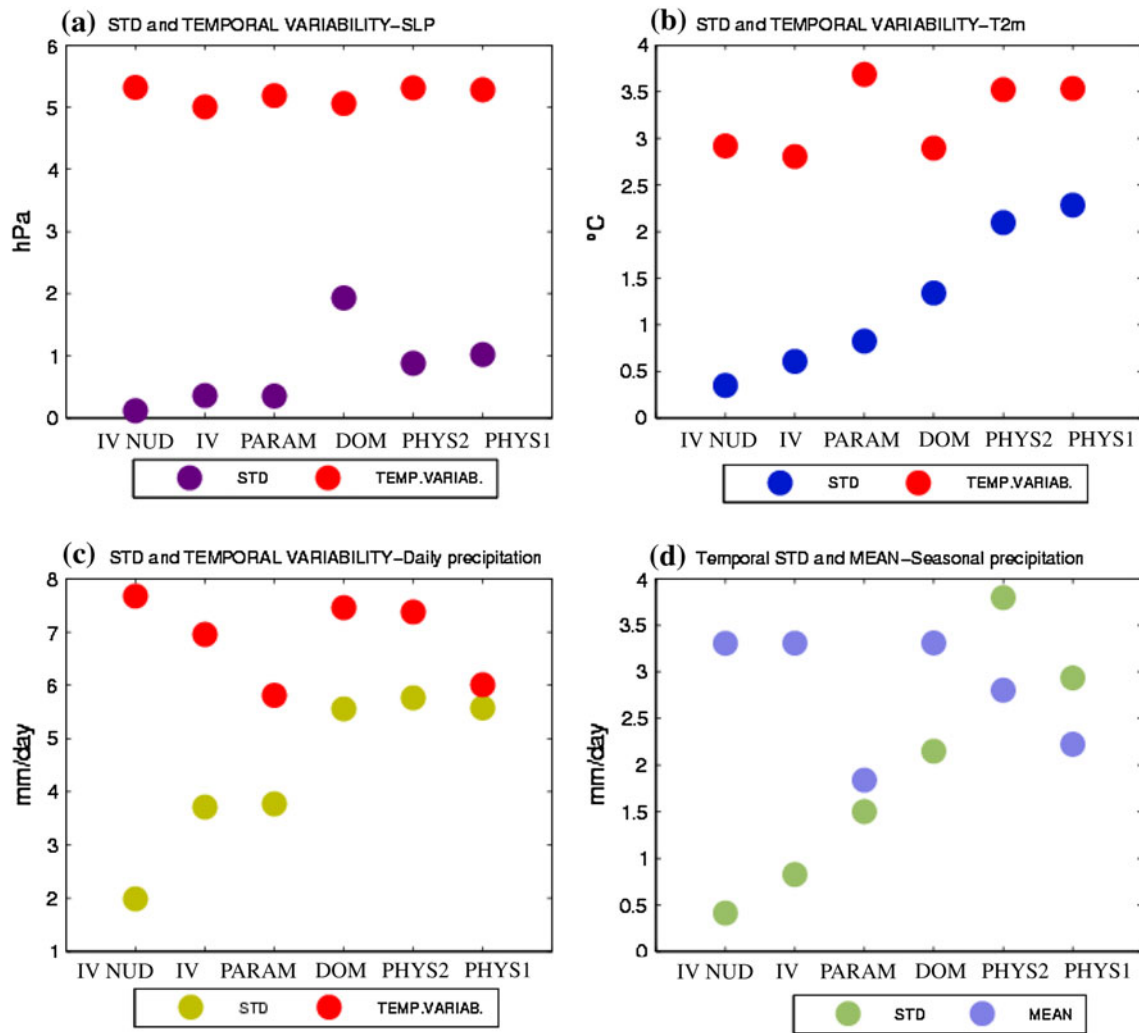 (a) STD and TEMPORAL VARIABILITY-SLP
6
5
4
3
2
1
0
hPa
IV NUD IV PARAM DOM PHYS2 PHYS1
STD TEMP.VARIAB.
(b) STD and TEMPORAL VARIABILITY-T2m
4
3.5
3
2.5
2
1.5
1
0.5
0
ºC
IV NUD IV PARAM DOM PHYS2 PHYS1
STD TEMP.VARIAB.
(c) STD and TEMPORAL VARIABILITY-Daily precipitation
8
7
6
5
4
3
2
1
mm/day
IV NUD IV PARAM DOM PHYS2 PHYS1
STD TEMP.VARIAB.
(d) Temporal STD and MEAN-Seasonal precipitation
4
3.5
3
2.5
2
1.5
1
0.5
0
mm/day
IV NUD IV PARAM DOM PHYS2 PHYS1
STD MEAN